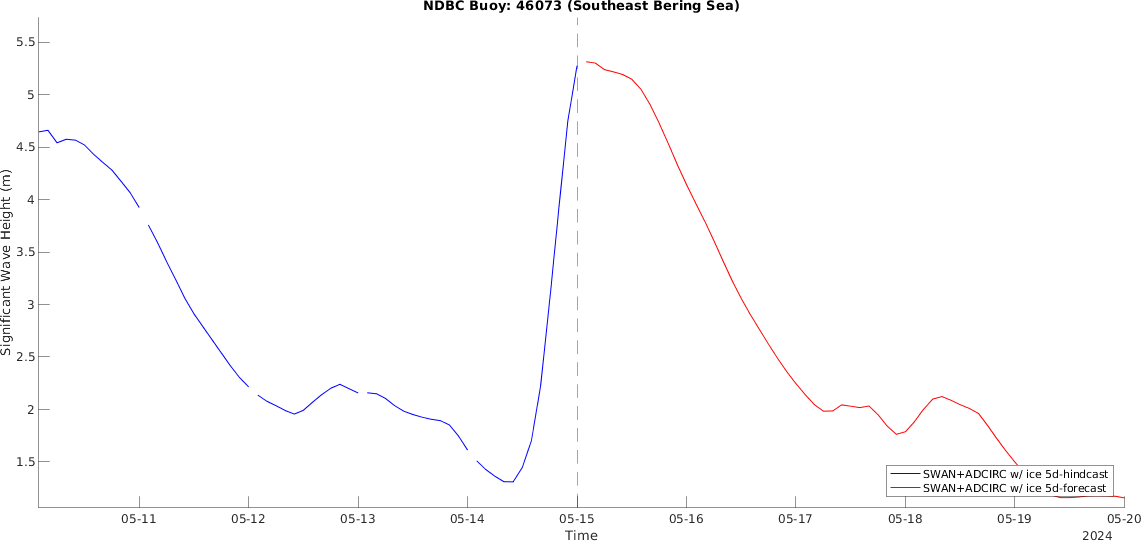 NDBC Buoy: 46073 (Southeast Bering Sea)
5.5
5
4.5
4
3.5
3
2.5
2
1.5
Significant Wave Height (m)
SWAN+ADCIRC w/ ice 5d-hindcast
SWAN+ADCIRC w/ ice 5d-forecast
05-11 05-12 05-13 05-14 05-15 05-16 05-17 05-18 05-19 05-20
Time
2024